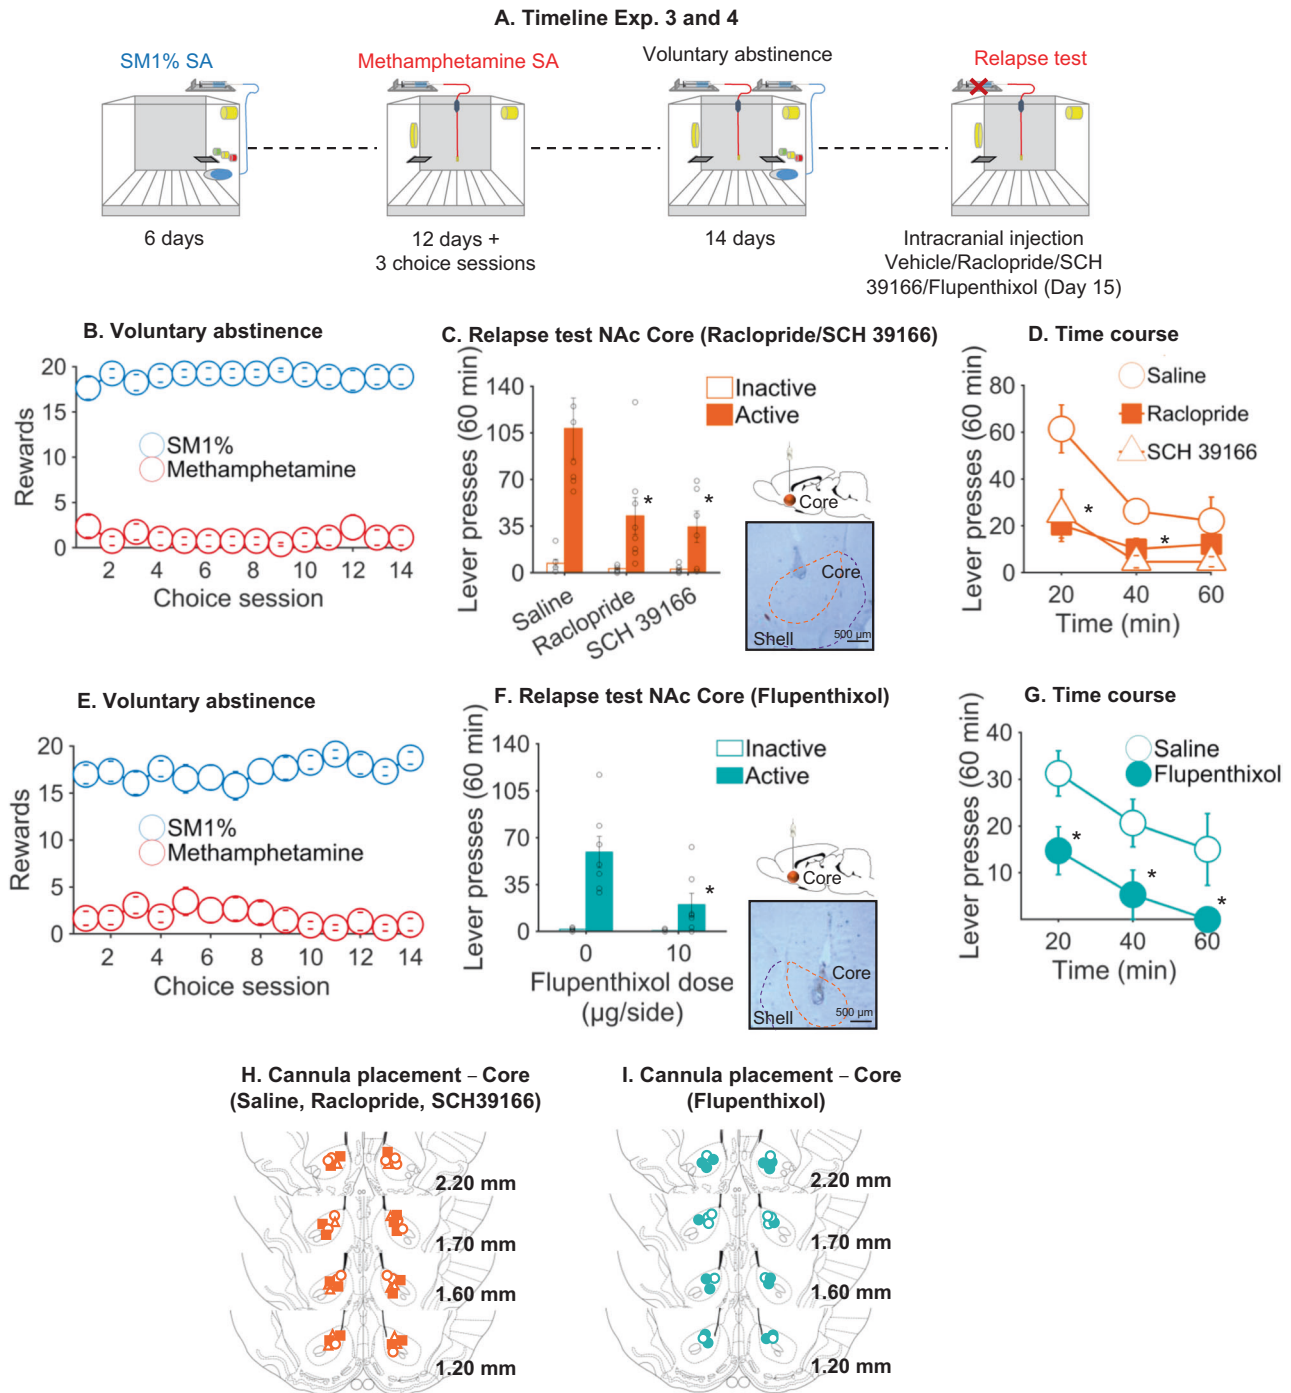 A. Timeline Exp. 3 and 4
SM1% SA
Methamphetamine SA
Voluntary abstinence
Relapse test
6 days
12 days +
3 choice sessions
14 days
Intracranial injection
Vehicle/Raclopride/SCH
39166/Flupenthixol (Day 15)
B. Voluntary abstinence
Rewards
20
15
10
5
0
SM1%
Methamphetamine
2 4 6 8 10 12 14
Choice session
C. Relapse test NAc Core (Raclopride/SCH 39166)
Lever presses (60 min)
140
105
70
35
0
Inactive
Active
*
*
Saline
Raclopride
SCH 39166
Core
Core
Shell
500 µm
D. Time course
Lever presses (60 min)
80
60
40
20
0
Saline
Raclopride
SCH 39166
*
*
20 40 60
Time (min)
E. Voluntary abstinence
Rewards
20
15
10
5
0
SM1%
Methamphetamine
2 4 6 8 10 12 14
Choice session
F. Relapse test NAc Core (Flupenthixol)
Lever presses (60 min)
140
105
70
35
0
Inactive
Active
*
0 10
Flupenthixol dose
(µg/side)
Core
Core
Shell
500 µm
G. Time course
Lever presses (60 min)
40
30
20
10
Saline
Flupenthixol
*
*
*
20 40 60
Time (min)
H. Cannula placement – Core
(Saline, Raclopride, SCH39166)
2.20 mm
1.70 mm
1.60 mm
1.20 mm
I. Cannula placement – Core
(Flupenthixol)
2.20 mm
1.70 mm
1.60 mm
1.20 mm